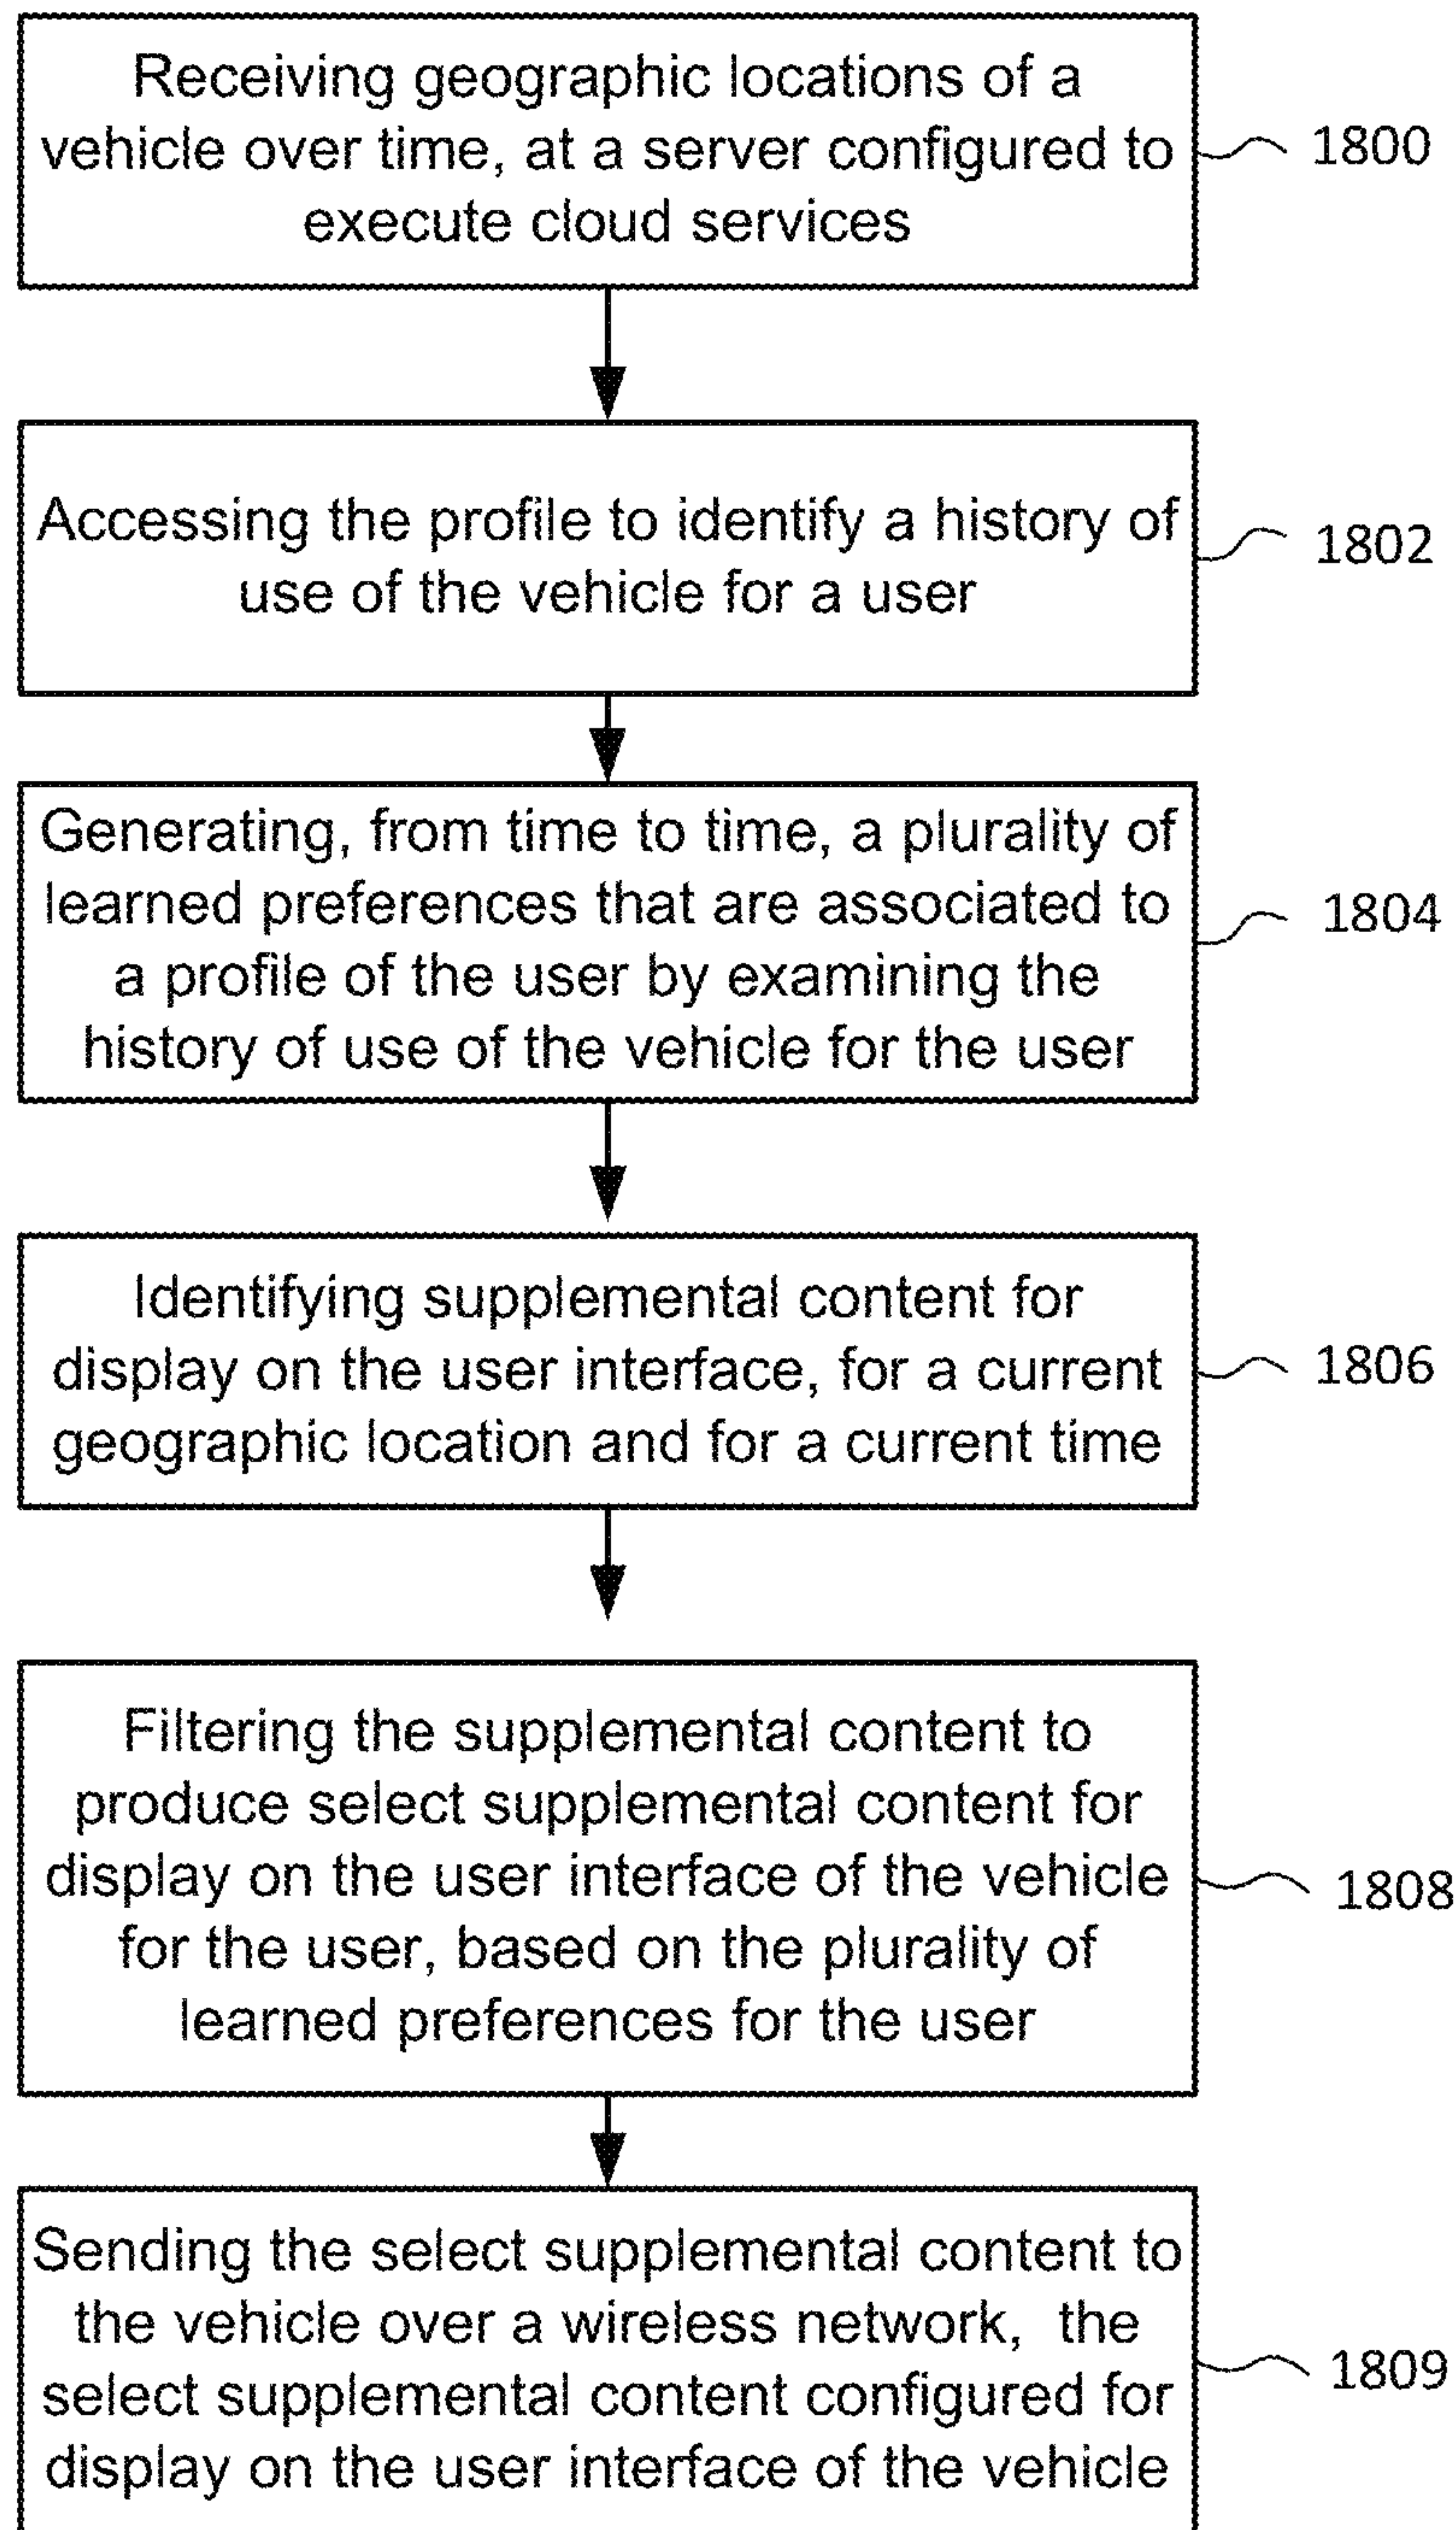 Receiving geographic locations of a
vehicle over time, at a server configured to
execute cloud services
1800
Accessing the profile to identify a history of
use of the vehicle for a user
1802
Generating, from time to time, a plurality of
learned preferences that are associated to
a profile of the user by examining the
history of use of the vehicle for the user
1804
Identifying supplemental content for
display on the user interface, for a current
geographic location and for a current time
1806
Filtering the supplemental content to
produce select supplemental content for
display on the user interface of the vehicle
for the user, based on the plurality of
learned preferences for the user
1808
Sending the select supplemental content to
the vehicle over a wireless network, the
select supplemental content configured for
display on the user interface of the vehicle
1809